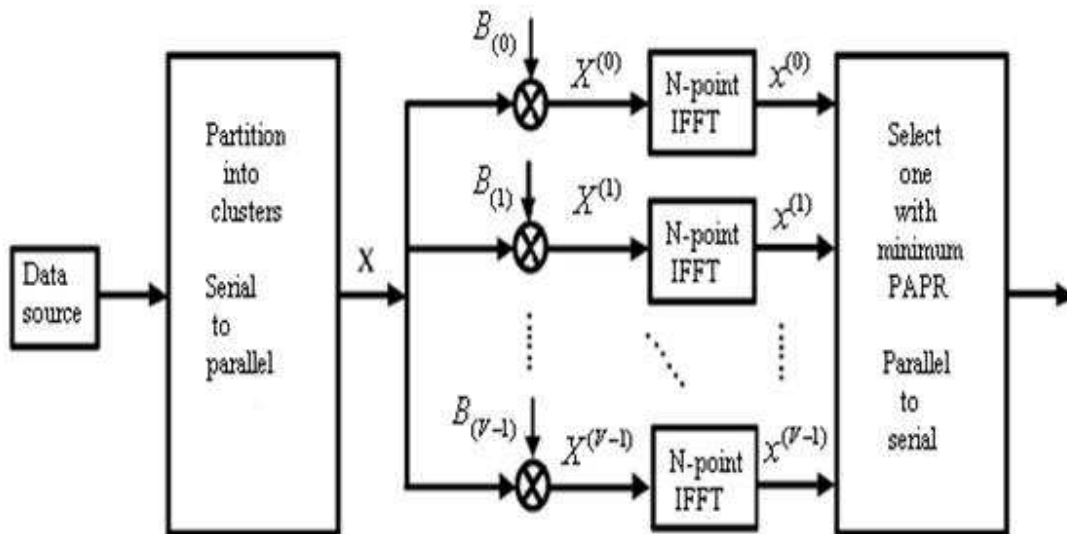 Data
source
Partition
into
clusters
Serial
to
parallel
X
B(0)
X(0)
N-point
IFFT
x(0)
B(1)
X(1)
N-point
IFFT
x(1)
B(V-1)
X(V-1)
N-point
IFFT
x(V-1)
Select
one
with
minimum
PAPR
Parallel
to
serial